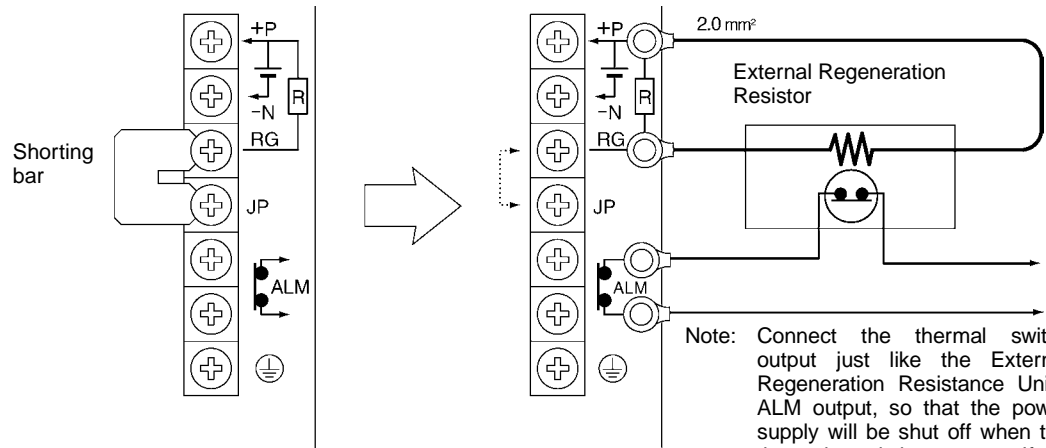 +P
-N
R
RG
Shorting
bar
JP
ALM
+P
-N
R
RG
JP
ALM
2.0 mm²
External Regeneration
Resistor
Note: Connect the thermal
output just like the
Regeneration Resistance
ALM output, so that the
supply will be shut off when